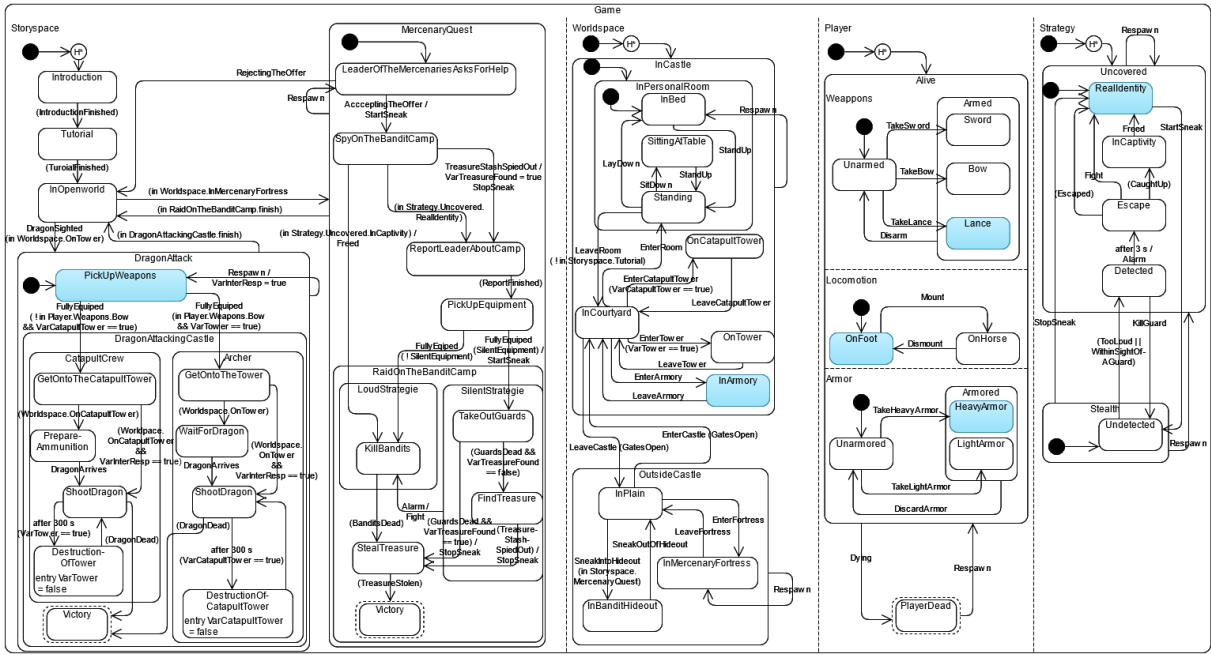 Game
Storyspace
H*
Introduction
(IntroductionFinished)
Tutorial
(TuroialFinished)
InOpenworld
DragonSighted
(in Worldspace.OnTower)
RejectingTheOffer
(in Worldspace.InMercenaryFortress
(in RaidOnTheBanditCamp.finish)
(in DragonAttackingCastle.finish)
DragonAttack
PickUpWeapons
Respawn /
VarInterResp = true
FullyEquiped
( ! in Player.Weapons.Bow
&& VarCatapultTower == true)
FullyEquiped
(in Player.Weapons.Bow
&& VarTower == true)
DragonAttackingCastle
CatapultCrew
GetOntoTheCatapultTower
(Worldspace.OnCatapultTower)
Prepare-
Ammunition
DragonArrives
ShootDragon
(Worldpace.
OnCatapultTower
&&
VarInterResp == true)
after 300 s
(VarTower == true)
(DragonDead)
Destruction-
OfTower
entry VarTower
= false
Victory
Archer
GetOntoTheTower
(Worldspace.OnTower)
WaitForDragon
DragonArrives
ShootDragon
(Worldspace.
OnTower
&&
VarInterResp == true)
(DragonDead)
after 300 s
(VarCatapultTower == true)
DestructionOf-
CatapultTower
entry VarCatapultTower
= false
MercenaryQuest
LeaderOfTheMercenariesAsksForHelp
Respawn
AccceptingTheOffer /
StartSneak
SpyOnTheBanditCamp
TreasureStashSpiedOut /
VarTreasureFound = true
StopSneak
(in Strategy.Uncovered.
RealIdentity)
(in Strategy.Uncovered.InCaptivity) /
Freed
ReportLeaderAboutCamp
(ReportFinished)
PickUpEquipment
FullyEqiped
( ! SilentEquipment)
FullyEquiped
(SilentEquipment) /
StartSneak
RaidOnTheBanditCamp
LoudStrategie
KillBandits
SilentStrategie
TakeOutGuards
(GuardsDead &&
VarTreasureFound
== false)
FindTreasure
Alarm /
Fight
(BanditsDead)
(GuardsDead &&
VarTreasureFound
== true) /
StopSneak
(Treasure-
Stash-
SpiedOut) /
StopSneak
StealTreasure
(TreasureStolen)
Victory
Worldspace
H*
InCastle
InPersonalRoom
InBed
Respawn
SittingAtTable
StandUp
LayDown
StandUp
SitDown
Standing
LeaveRoom
( ! in Storyspace.Tutorial)
EnterRoom
OnCatapultTower
EnterCatapultTower
(VarCatapultTower == true)
LeaveCatapultTower
InCourtyard
EnterTower
(VarTower == true)
OnTower
LeaveTower
EnterArmory
InArmory
LeaveArmory
EnterCastle (GatesOpen)
LeaveCastle (GatesOpen)
OutsideCastle
InPlain
EnterFortress
LeaveFortress
SneakOutOfHideout
SneakIntoHideout
(in Storyspace.
MercenaryQuest)
InMercenaryFortress
Respawn
InBanditHideout
Player
H*
Alive
Weappons
Armed
TakeSword
Sword
Unarmed
TakeBow
Bow
TakeLance
Lance
Disarm
Locomotion
Mount
OnFoot
Dismount
OnHorse
Armor
Armored
TakeHeavyArmor
HeavyArmor
Unarmored
LightArmor
TakeLightArmor
DiscardArmor
Dying
Respawn
PlayerDead
Strategy
H*
Respawn
Uncovered
RealIdentity
Freed
StartSneak
InCaptivity
Fight
(Escaped)
(CaughtUp)
Escape
after 3 s /
Alarm
Detected
StopSneak
KillGuard
(TooLoud ||
WithinSightOf-
AGuard)
Stealth
Undetected
Respawn